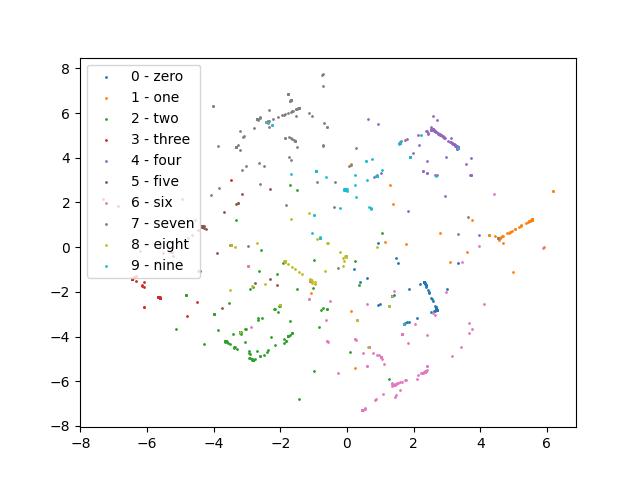 8
6
4
2
0
−2
−4
−6
−8
0 - zero
1 - one
2 - two
3 - three
4 - four
5 - five
6 - six
7 - seven
8 - eight
9 - nine
−8 −6 −4 −2 0 2 4 6